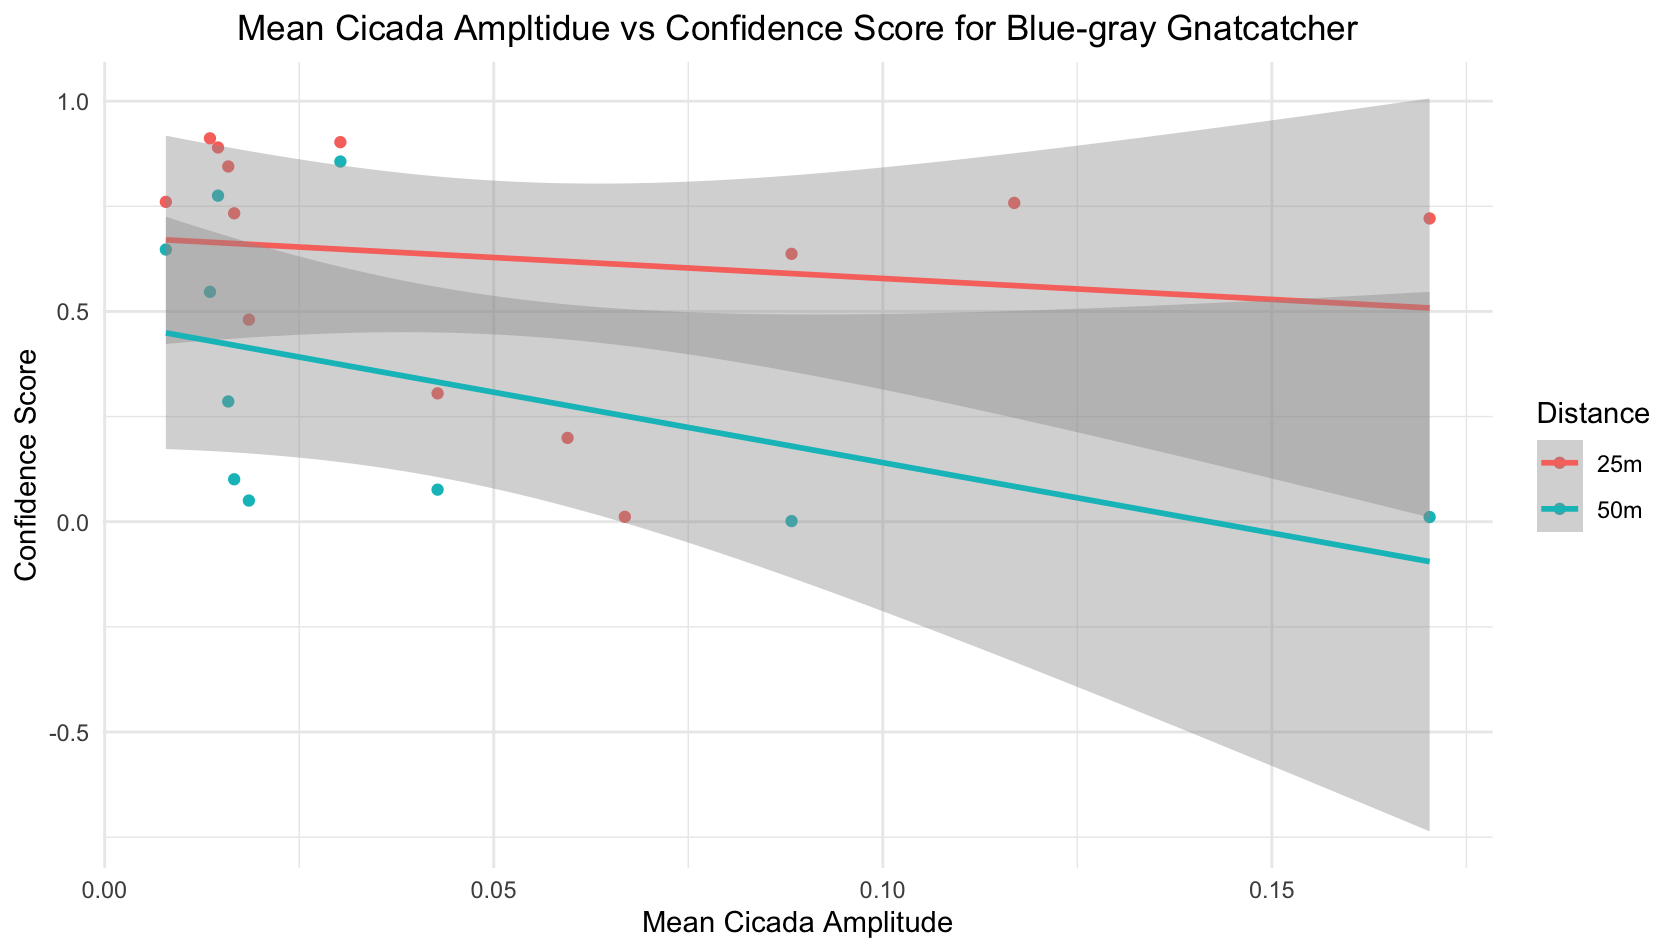 Mean Cicada Ampltidue vs Confidence Score for Blue-gray Gnatcatcher
Confidence Score
1.0
0.5
0.0
-0.5
0.00
0.05
0.10
0.15
Mean Cicada Amplitude
Distance
25m
50m